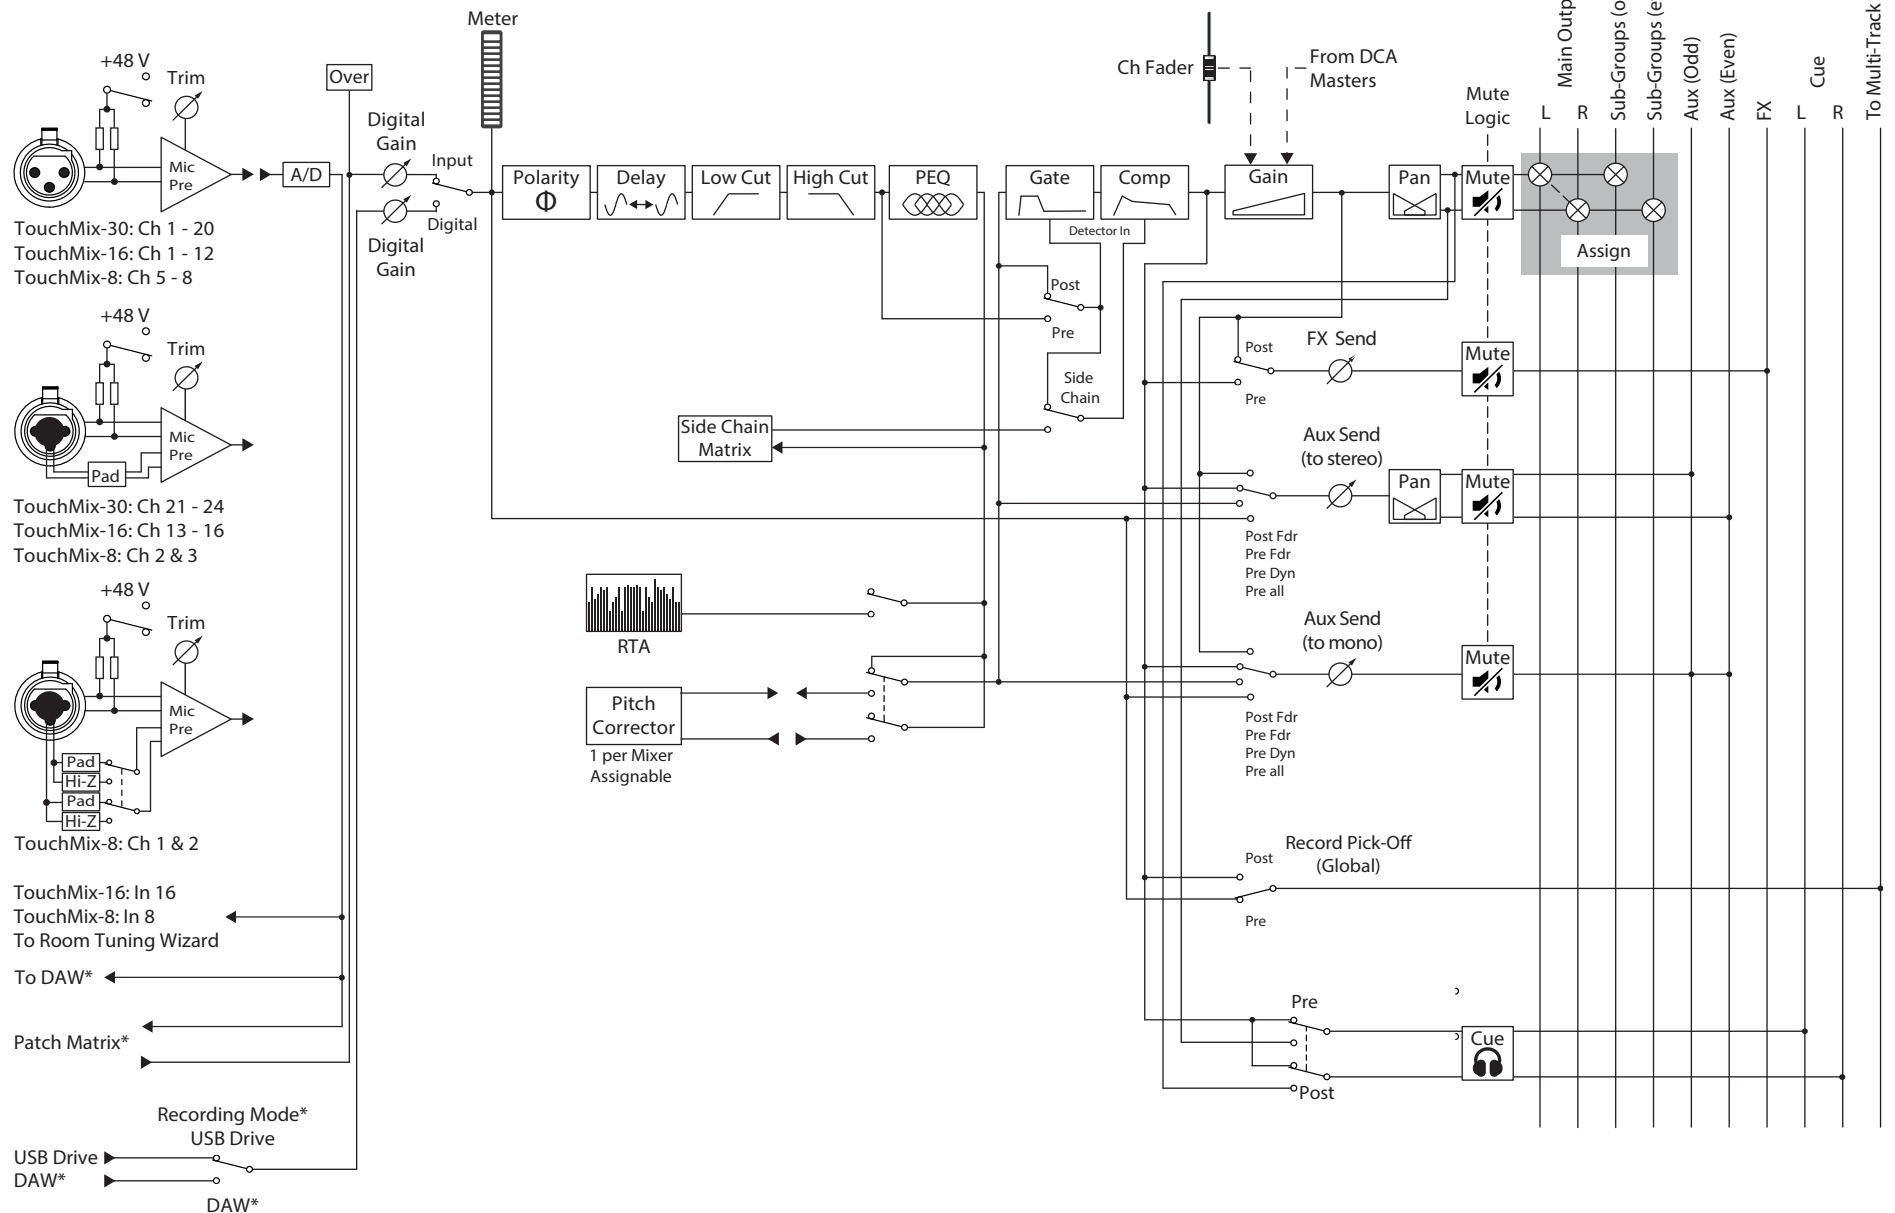 Meter
+48 V
Trim
Over
Digital
Gain
Input
Digital
Digital
Gain
Mic
Pre
A/D
TouchMix-30: Ch 1 - 20
TouchMix-16: Ch 1 - 12
TouchMix-8: Ch 5 - 8
Polarity
Φ
Delay
Low Cut
High Cut
PEQ
Gate
Comp
Detector In
Ch Fader
From DCA
Masters
Gain
Pan
Mute
Logic
Mute
Assign
L
R
Main Outp
Sub-Groups (o
Sub-Groups (e
Aux (Odd)
Aux (Even)
FX
L
Cue
R
To Multi-Track
Post
Pre
Side
Chain
Side Chain
Matrix
Post
Pre
FX Send
Mute
+48 V
Trim
Mic
Pre
Pad
TouchMix-30: Ch 21 - 24
TouchMix-16: Ch 13 - 16
TouchMix-8: Ch 2 & 3
Aux Send
(to stereo)
Pan
Mute
Post Fdr
Pre Fdr
Pre Dyn
Pre all
RTA
Aux Send
(to mono)
Mute
Post Fdr
Pre Fdr
Pre Dyn
Pre all
Pitch
Corrector
1 per Mixer
Assignable
+48 V
Trim
Mic
Pre
Pad
Hi-Z
Pad
Hi-Z
TouchMix-8: Ch 1 & 2
TouchMix-16: In 16
TouchMix-8: In 8
To Room Tuning Wizard
To DAW*
Patch Matrix*
Record Pick-Off
(Global)
Post
Pre
Pre
Post
Cue
Recording Mode*
USB Drive
USB Drive
DAW*
DAW*